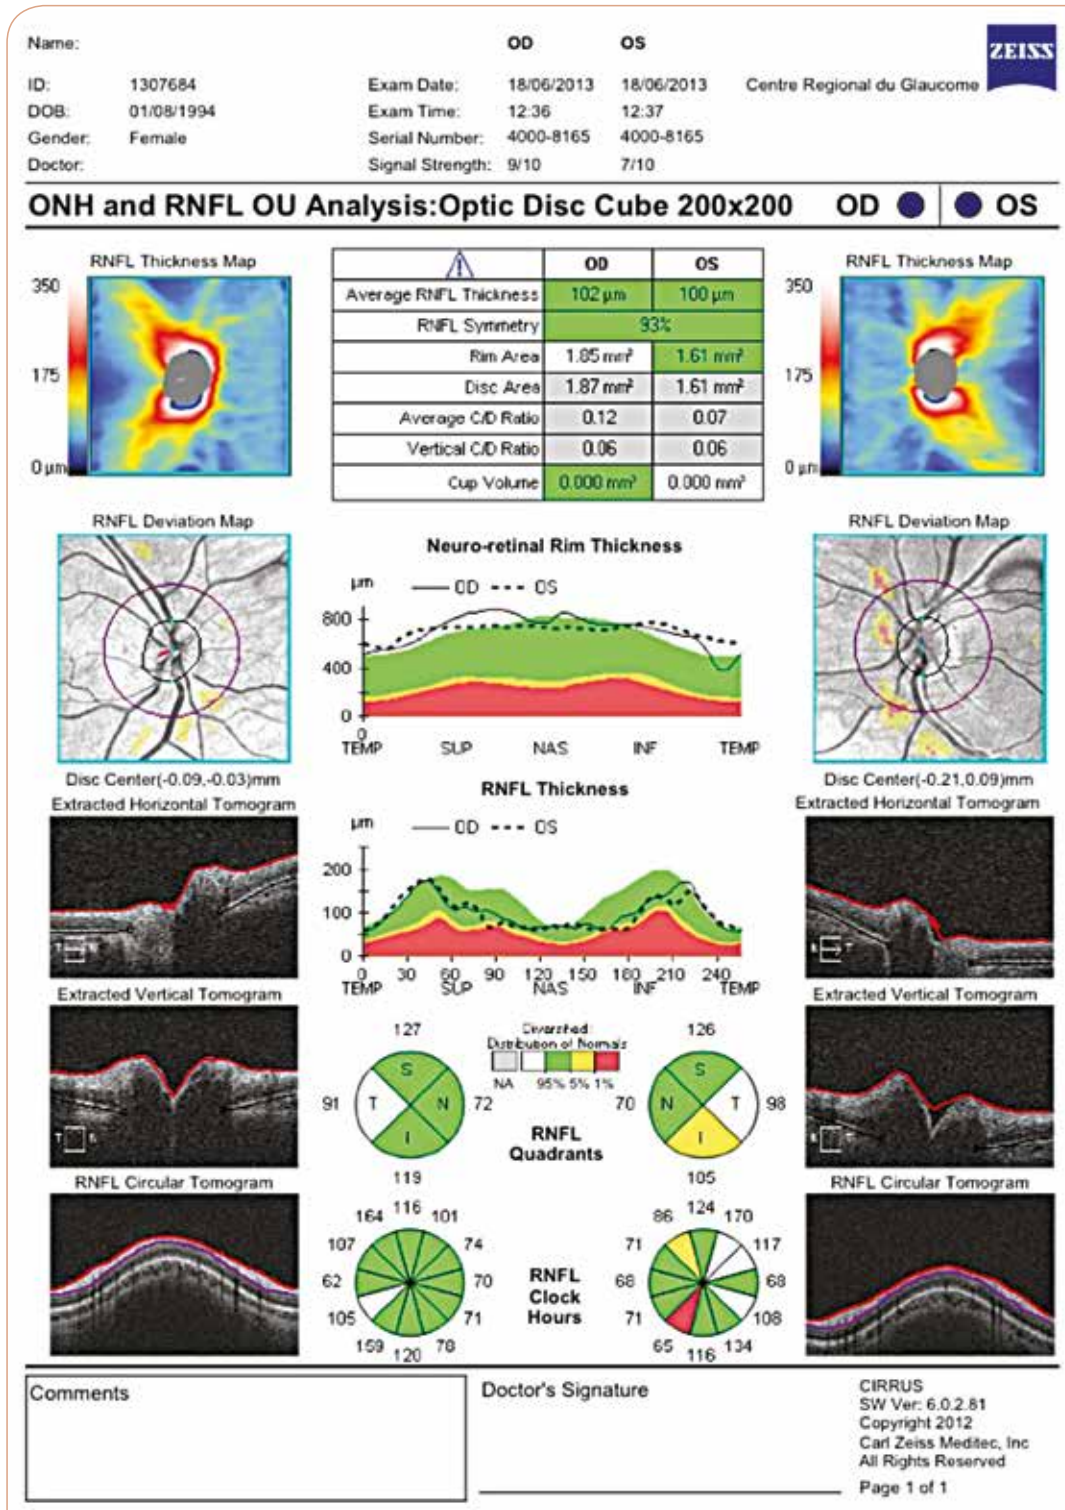 Name: OD OS
ZEISS
ID: 1307684 Exam Date: 18/06/2013 18/06/2013 Centre Regional du Glaucome
DOB: 01/08/1994 Exam Time: 12:36 12:37
Gender: Female Serial Number: 4000-8165 4000-8165
Doctor: Signal Strength: 9/10 7/10
ONH and RNFL OU Analysis:Optic Disc Cube 200x200 OD OS
RNFL Thickness Map
350
175
0 µm
OD OS
Average RNFL Thickness 102 µm 100 µm
RNFL Symmetry 93%
Rim Area 1.85 mm² 1.61 mm²
Disc Area 1.87 mm² 1.61 mm²
Average C/D Ratio 0.12 0.07
Vertical C/D Ratio 0.06 0.06
Cup Volume 0.000 mm³ 0.000 mm³
RNFL Thickness Map
350
175
0 µm
RNFL Deviation Map
Disc Center(-0.09,-0.03)mm
Neuro-retinal Rim Thickness
µm OD OS
800
400
0
0
TEMP SUP NAS INF TEMP
RNFL Deviation Map
Disc Center(-0.21,0.09)mm
Extracted Horizontal Tomogram
RNFL Thickness
µm OD OS
200
100
0
0 30 60 90 120 150 180 210 240
TEMP SUP NAS INF TEMP
Extracted Horizontal Tomogram
Extracted Vertical Tomogram
Extracted Vertical Tomogram
127
S
91 T N 72
I
119
Diversified:
Distribution of Normals
NA 95% 5% 1%
RNFL
Quadrants
126
S
70 N T 98
I
105
RNFL Circular Tomogram
RNFL Circular Tomogram
164 116 101
107 74
62 70
105 71
159 120 78
RNFL
Clock
Hours
86 124 170
71 117
68 68
71 108
65 116 134
Comments
Doctor's Signature
CIRRUS
SW Ver: 6.0.2.81
Copyright 2012
Carl Zeiss Meditec, Inc
All Rights Reserved
Page 1 of 1